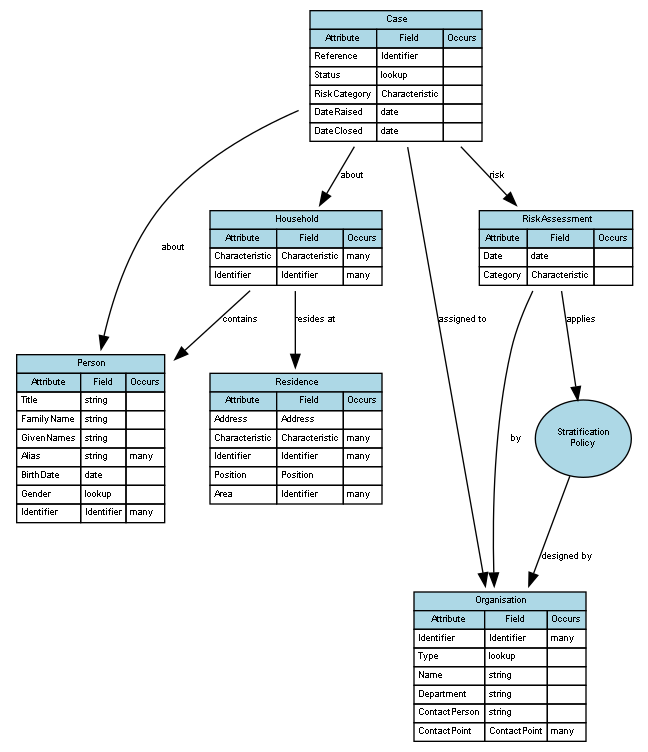 Case
Attribute Field Occurs
Reference Identifier
Status lookup
RiskCategory Characteristic
DateRaised date
DateClosed date
about
risk
Household
Attribute Field Occurs
Characteristic Characteristic many
Identifier Identifier many
RiskAssessment
Attribute Field Occurs
Date date
Category Characteristic
about
contains
resides at
assigned to
applies
Person
Attribute Field Occurs
Title string
FamilyName string
GivenNames string
Alias string many
BirthDate date
Gender lookup
Identifier Identifier many
Residence
Attribute Field Occurs
Address Address
Characteristic Characteristic many
Identifier Identifier many
Position Position
Area Identifier many
by
Stratification
Policy
designed by
Organisation
Attribute Field Occurs
Identifier Identifier many
Type lookup
Name string
Department string
ContactPerson string
ContactPoint ContactPoint many